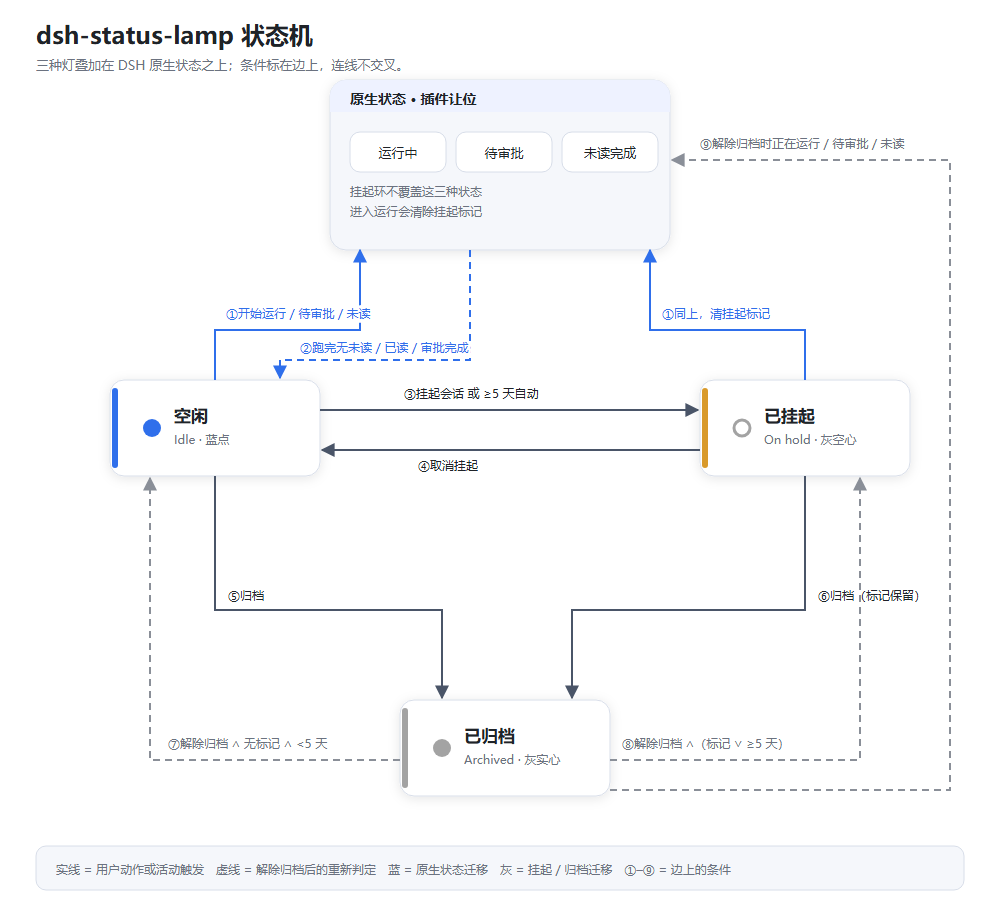 dsh-status-lamp 状态机
三种灯叠加在 DSH 原生状态之上；条件标在边上，连线不交叉。
原生状态 • 插件让位
运行中
待审批
未读完成
挂起环不覆盖这三种状态
进入运行会清除挂起标记
⑨解除归档时正在运行 / 待审批 / 未读
①开始运行 / 待审批 / 未读
①同上，清挂起标记
②跑完无未读 / 已读 / 审批完成
③挂起会话 或 ≥5 天自动
空闲
Idle · 蓝点
已挂起
On hold · 灰空心
④取消挂起
⑤归档
⑥归档（标记保留）
已归档
Archived · 灰实心
⑦解除归档 ∧ 无标记 ∧ <5 天
⑧解除归档 ∧（标记 ∨ ≥5 天）
实线 = 用户动作或活动触发 虚线 = 解除归档后的重新判定 蓝 = 原生状态迁移 灰 = 挂起 / 归档迁移 ①–⑨ = 边上的条件